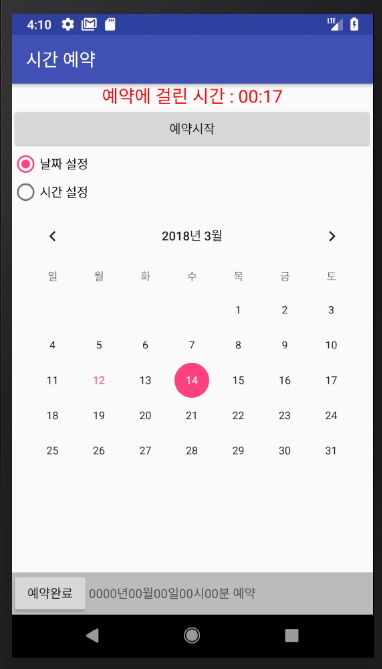 4:10 LTE
시간 예약
예약에 걸린 시간 : 00:17
예약시작
날짜 설정
시간 설정
2018년 3월
일 월 화 수 목 금 토
1 2 3
4 5 6 7 8 9 10
11 12 13 14 15 16 17
18 19 20 21 22 23 24
25 26 27 28 29 30 31
예약완료 0000년00월00일00시00분 예약